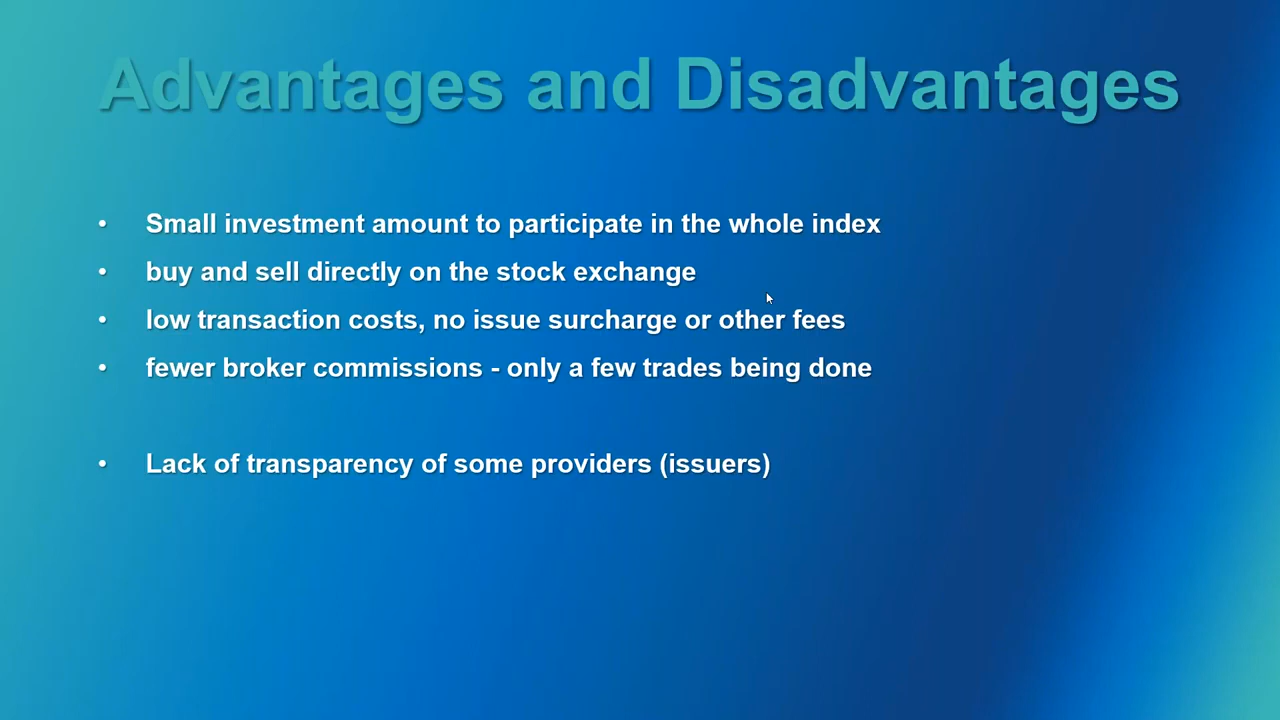 Advantages and Disadvantages
• Small investment amount to participate in the whole index
• buy and sell directly on the stock exchange
• low transaction costs, no issue surcharge or other fees
• fewer broker commissions - only a few trades being done
• Lack of transparency of some providers (issuers)